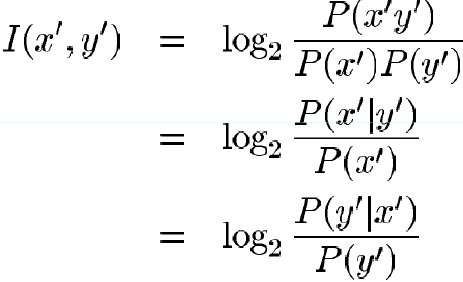 I(x′, y′) = log₂ P(x′y′) / P(x′)P(y′)
= log₂ P(x′|y′) / P(x′)
= log₂ P(y′|x′) / P(y′)